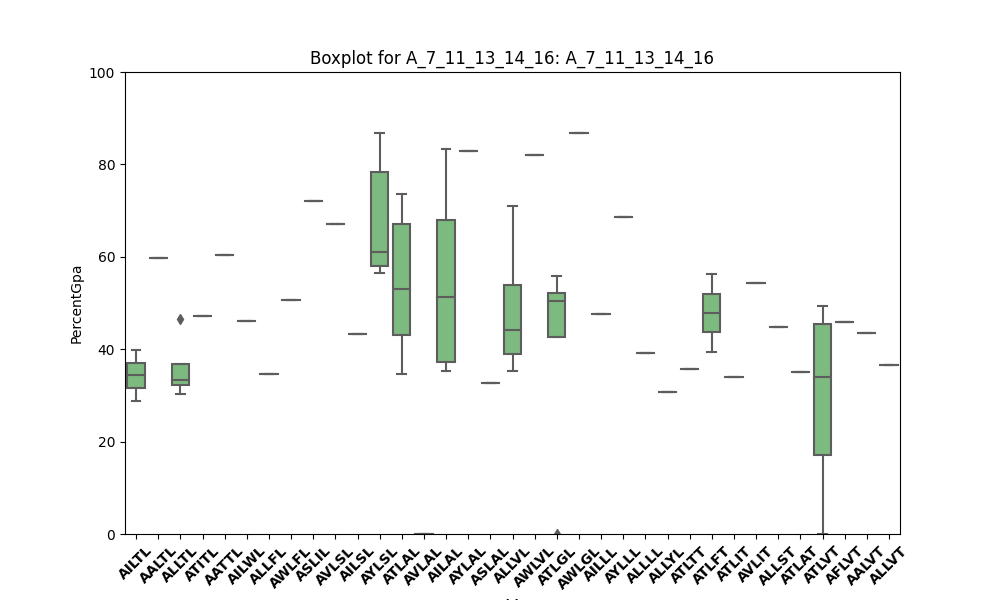 Boxplot for A_7_11_13_14_16: A_7_11_13_14_16
PercentGpa
100
80
60
40
20
0
AILTL
AALTL
ALLTL
ATITL
AATTL
AILWL
ALLFL
AWLFL
ASLIL
AVLSL
AILSL
AYLSL
ATLAL
AVLAL
AILAL
AYLAL
ASLAL
ALLVL
AWLVL
ATLGL
AWLGL
AILLL
AYLLL
ALLLL
ALLYL
ATLTT
ATLFT
ATLIT
AVLIT
ALLST
ATLAT
ATLVT
AFLVT
AALVT
ALLVT